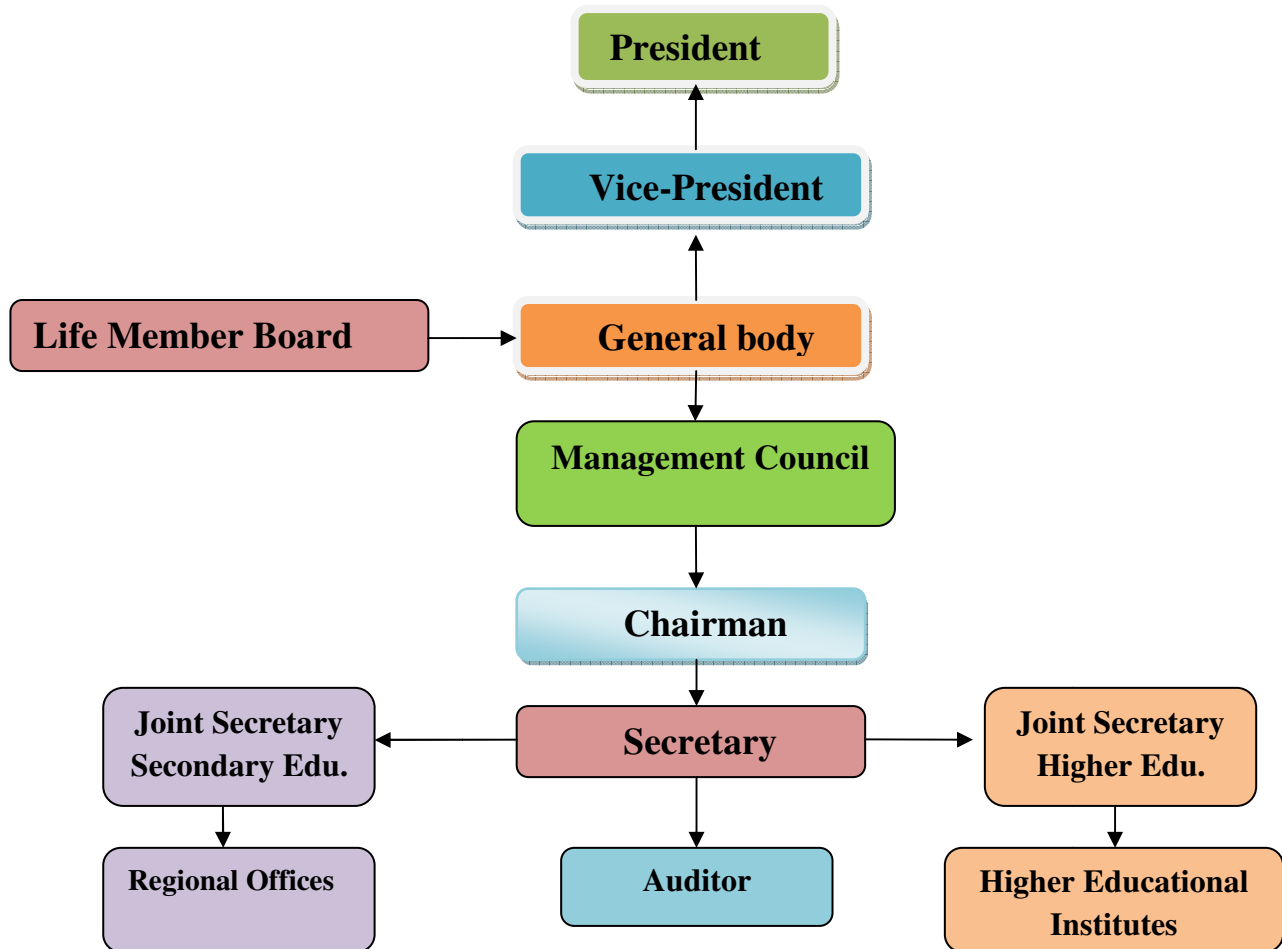 President
Vice-President
Life Member Board
General body
Management Council
Chairman
Joint Secretary
Secondary Edu.
Secretary
Joint Secretary
Higher Edu.
Regional Offices
Auditor
Higher Educational
Institutes